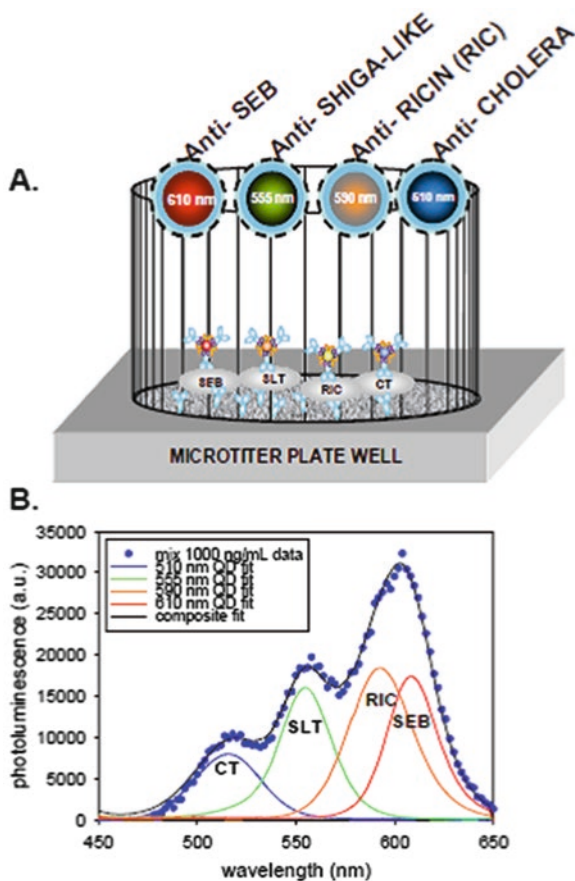 Anti- SEB
Anti- SHIGA-LIKE
Anti- RICIN (RIC)
Anti- CHOLERA
A.
610 nm
555 nm
590 nm
510 nm
SEB
SLT
RIC
CT
MICROTITER PLATE WELL
B.
35000
30000
25000
20000
15000
10000
5000
0
photoluminescence (a.u.)
mix 1000 ng/mL data
510 nm QD fit
555 nm QD fit
590 nm QD fit
610 nm QD fit
composite fit
CT
SLT
RIC
SEB
450
500
550
600
650
wavelength (nm)